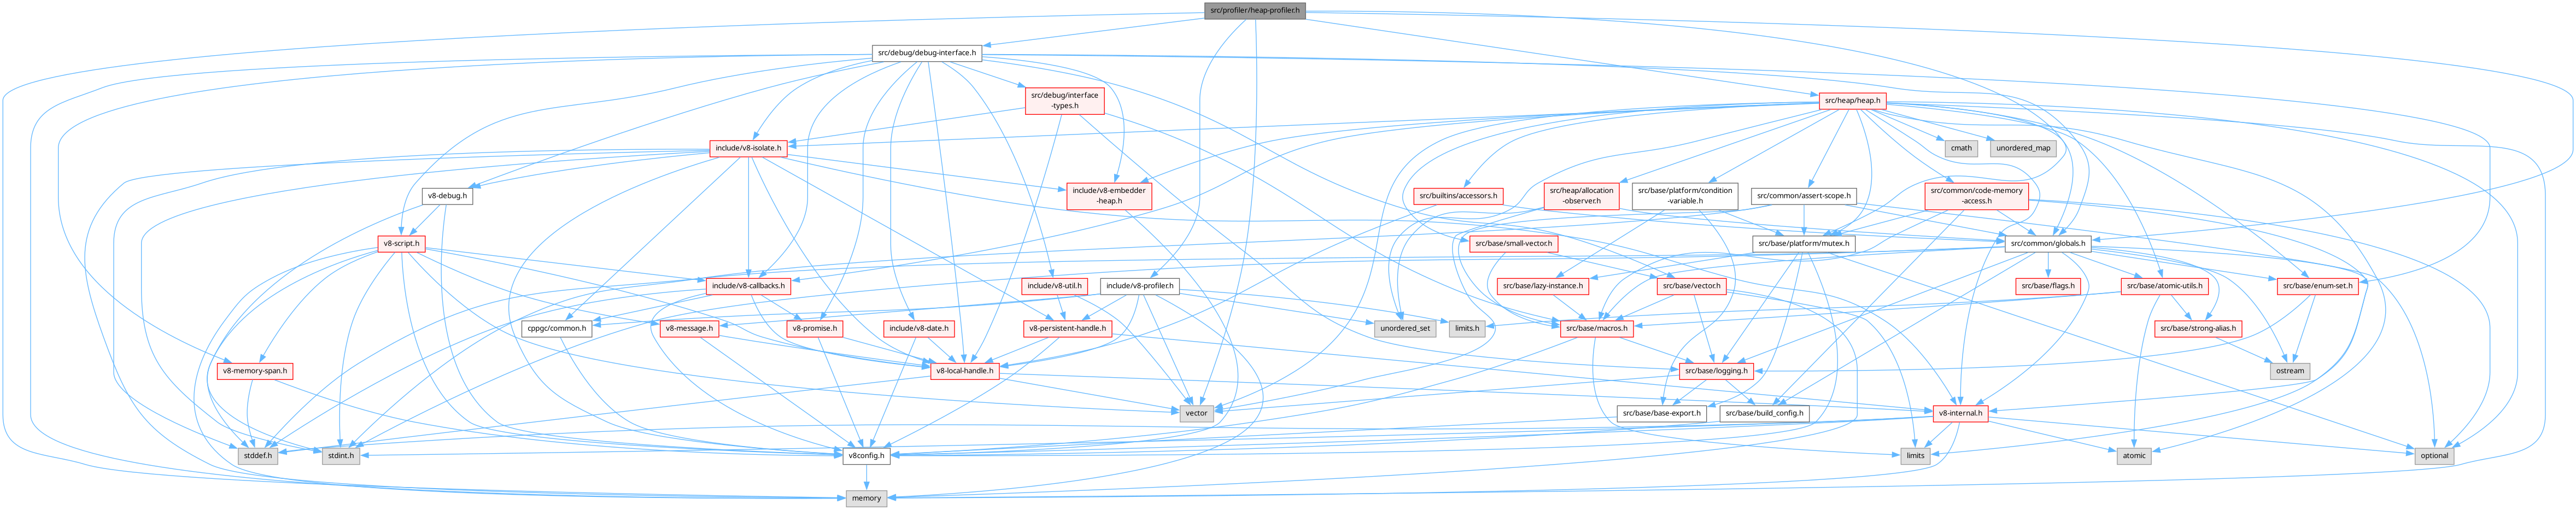 src/profiler/heap-profiler.h
src/debug/debug-interface.h
src/debug/interface
-types.h
src/heap/heap.h
include/v8-isolate.h
cmath
unordered_map
v8-debug.h
include/v8-embedder
-heap.h
src/builtins/accessors.h
src/heap/allocation
-observer.h
src/base/platform/condition
-variable.h
src/common/assert-scope.h
src/common/code-memory
-access.h
v8-script.h
src/base/small-vector.h
src/base/platform/mutex.h
src/common/globals.h
include/v8-callbacks.h
include/v8-util.h
include/v8-profiler.h
src/base/lazy-instance.h
src/base/vector.h
src/base/flags.h
src/base/atomic-utils.h
src/base/enum-set.h
cppgc/common.h
v8-message.h
v8-promise.h
include/v8-date.h
v8-persistent-handle.h
unordered_set
limits.h
src/base/macros.h
src/base/strong-alias.h
v8-memory-span.h
v8-local-handle.h
src/base/logging.h
ostream
vector
src/base/base-export.h
src/base/build_config.h
v8-internal.h
stddef.h
stdint.h
v8config.h
limits
atomic
optional
memory